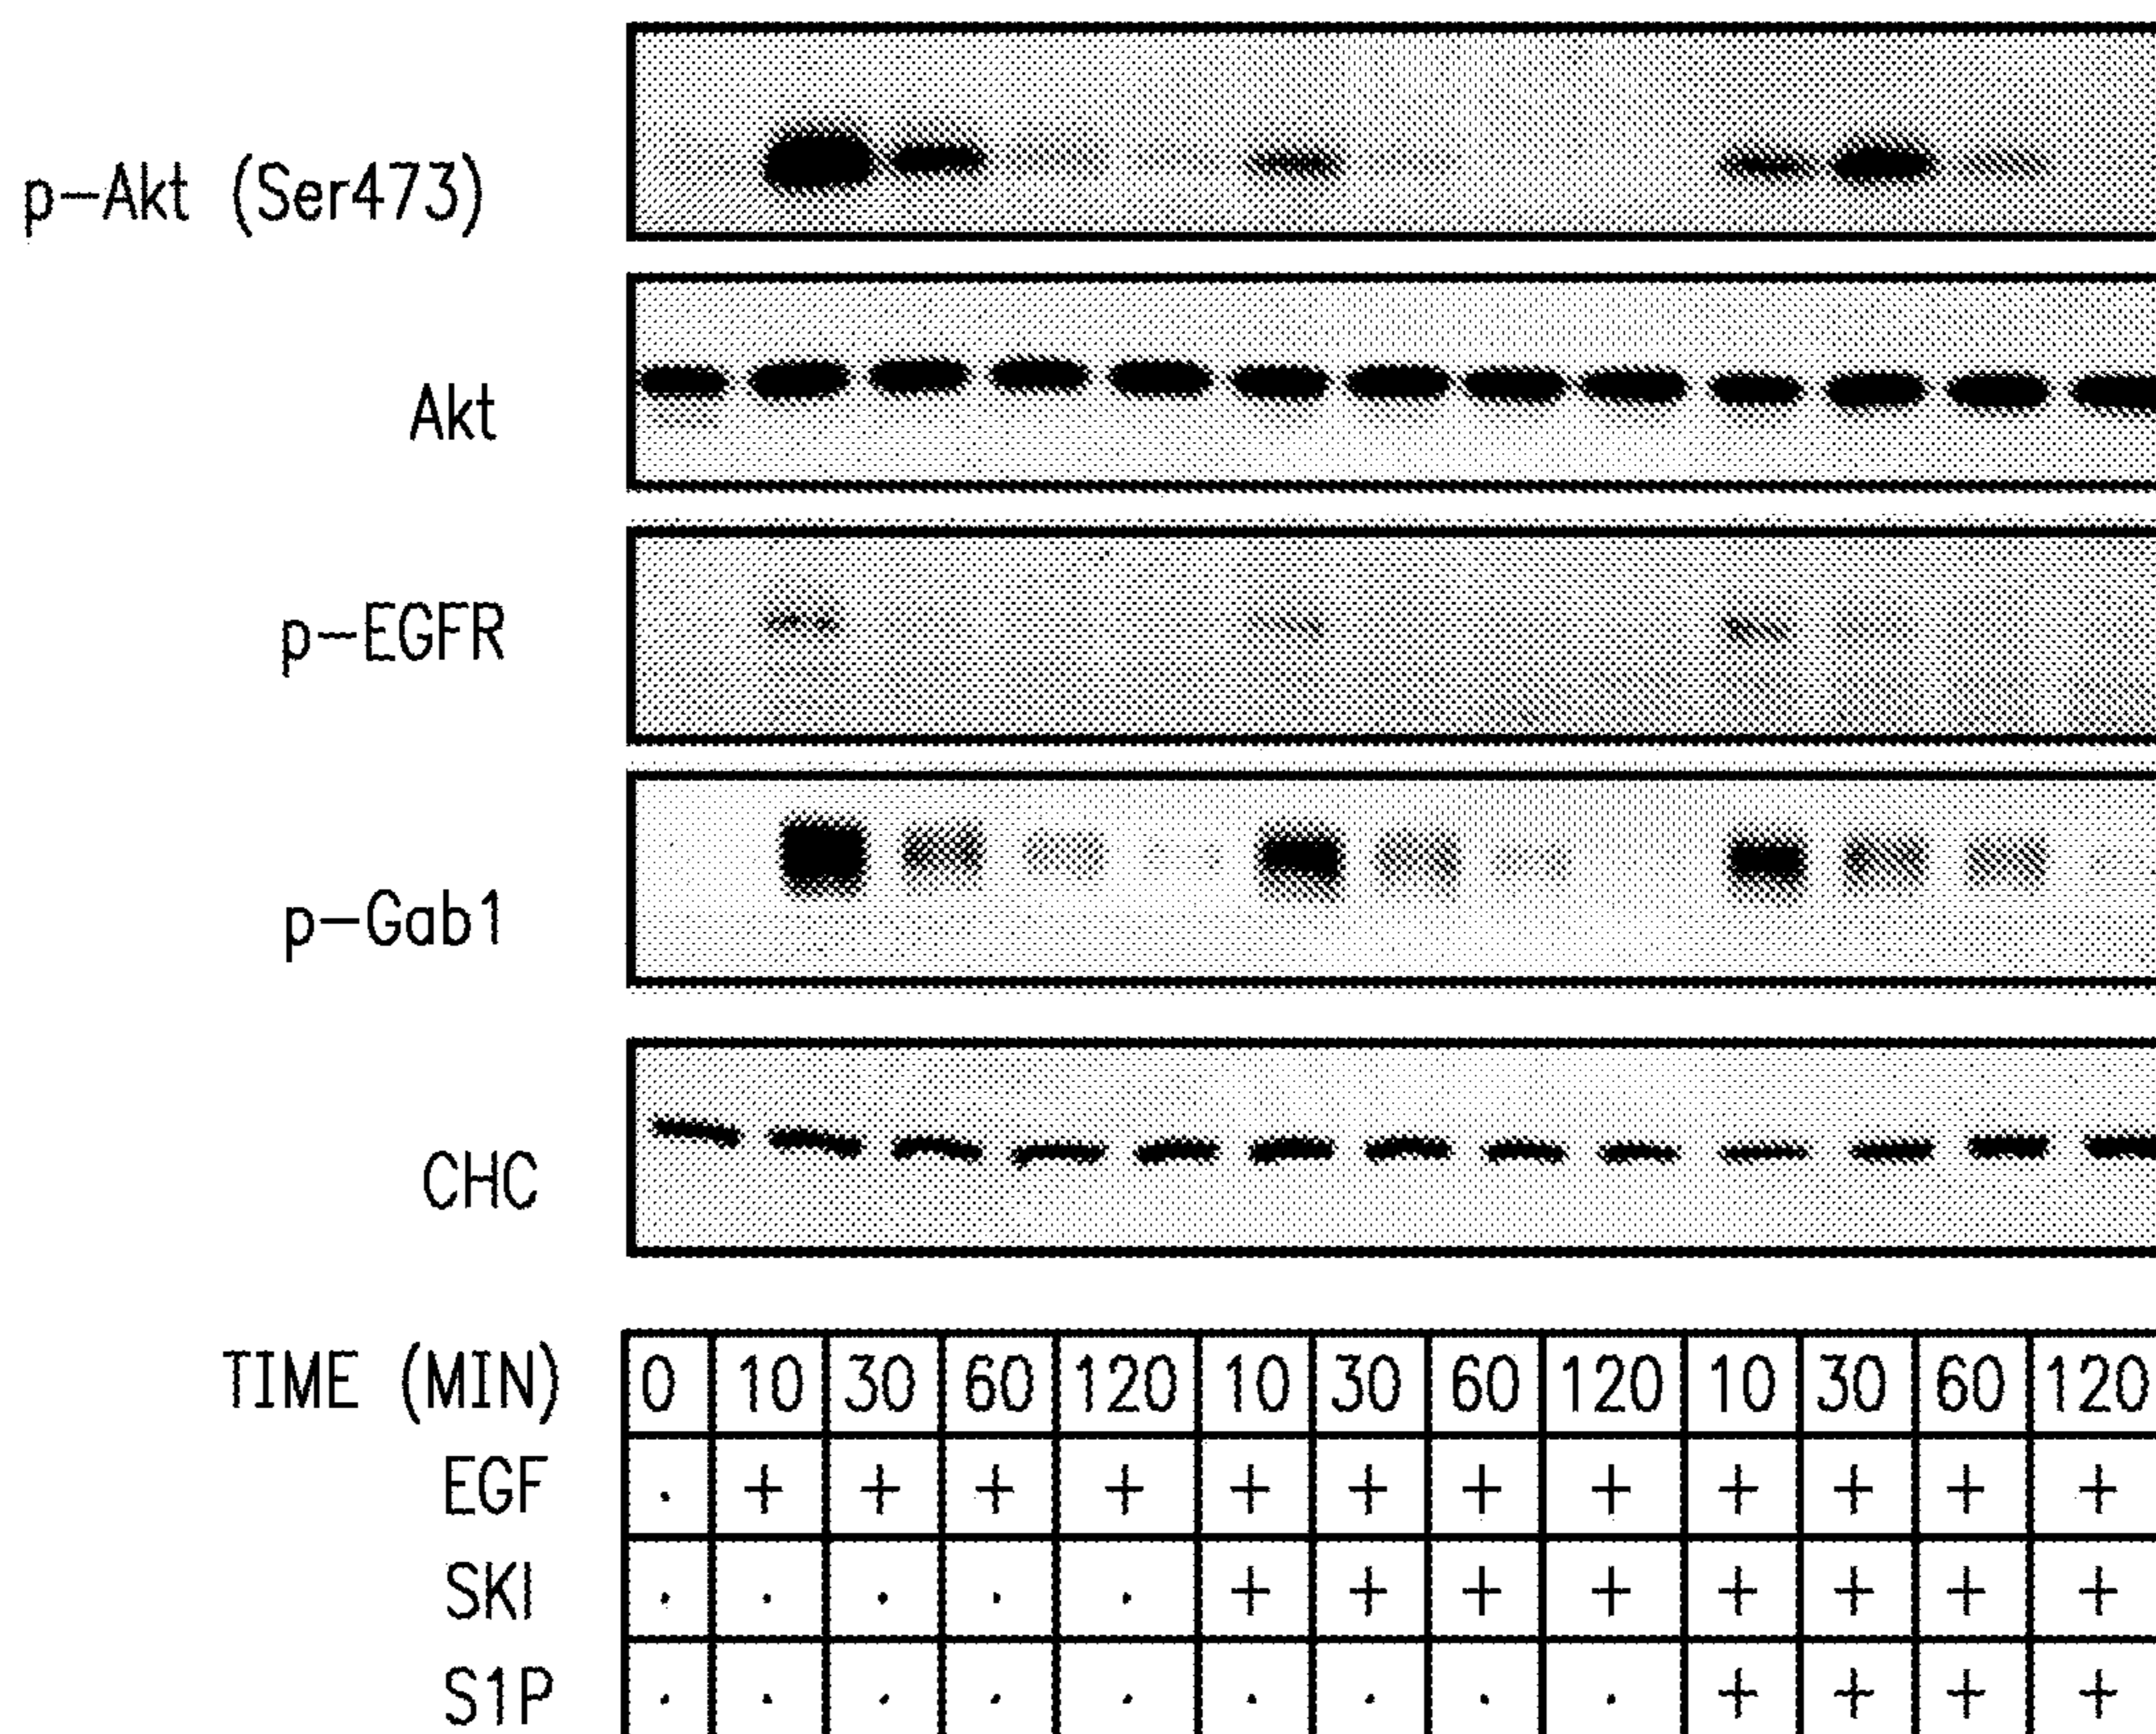 p-Akt (Ser473)
Akt
p-EGFR
p-Gab1
CHC
TIME (MIN) 0 10 30 60 120 10 30 60 120 10 30 60 120
EGF . + + + + + + + + + + + +
SKI . . . . . + + + + + + + +
S1P . . . . . . . . . + + + +